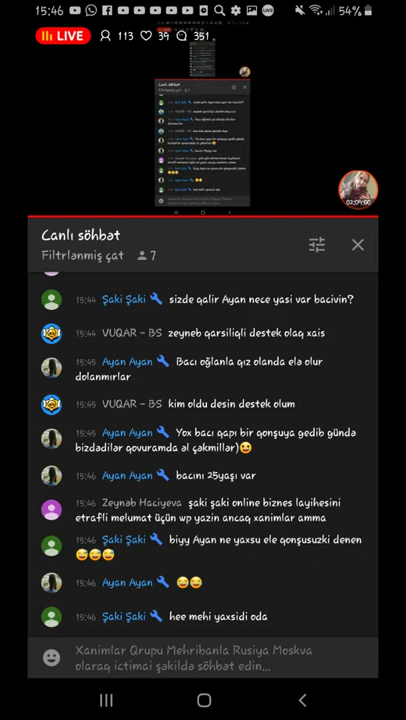 15:46 54%
LIVE 113 39 351
02:04:00
Canlı söhbət
Filtrlənmiş çat 7
15:44 Şaki Şaki sizde qalir Ayan nece yasi var bacivin?
15:45 VUQAR - BS zeyneb qarsiliqli destek olaq xais
15:45 Ayan Ayan Bacı oğlanla qız olanda elə olur
dolanmırlar
15:45 VUQAR - BS kim oldu desin destek olum
15:45 Ayan Ayan Yox bacı qapı bir qonşuya gedib gündə
bizdədilər qovuramda əl çəkmillər)
15:46 Ayan Ayan bacını 25yaşı var
15:46 Zeynəb Haciyeva şaki şaki online biznes layihesini
etrafli melumat üçün wp yazin ancaq xanimlar amma
15:46 Şaki Şaki biyy Ayan ne yaxsu ele qonşusuzki denen
15:46 Ayan Ayan
15:46 Şaki Şaki hee mehi yaxsidi oda
Xanımlar Qrupu Mehribanla Rusiya Moskva
olaraq ictimai şəkildə söhbət edin...